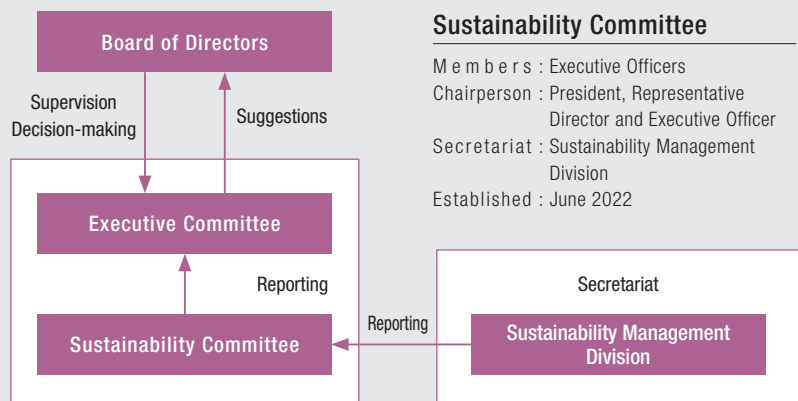 Board of Directors
Supervision
Decision-making
Suggestions
Executive Committee
Reporting
Sustainability Committee
Reporting
Secretariat
Sustainability Management
Division
Sustainability Committee
Members : Executive Officers
Chairperson : President, Representative
Director and Executive Officer
Secretariat : Sustainability Management
Division
Established : June 2022